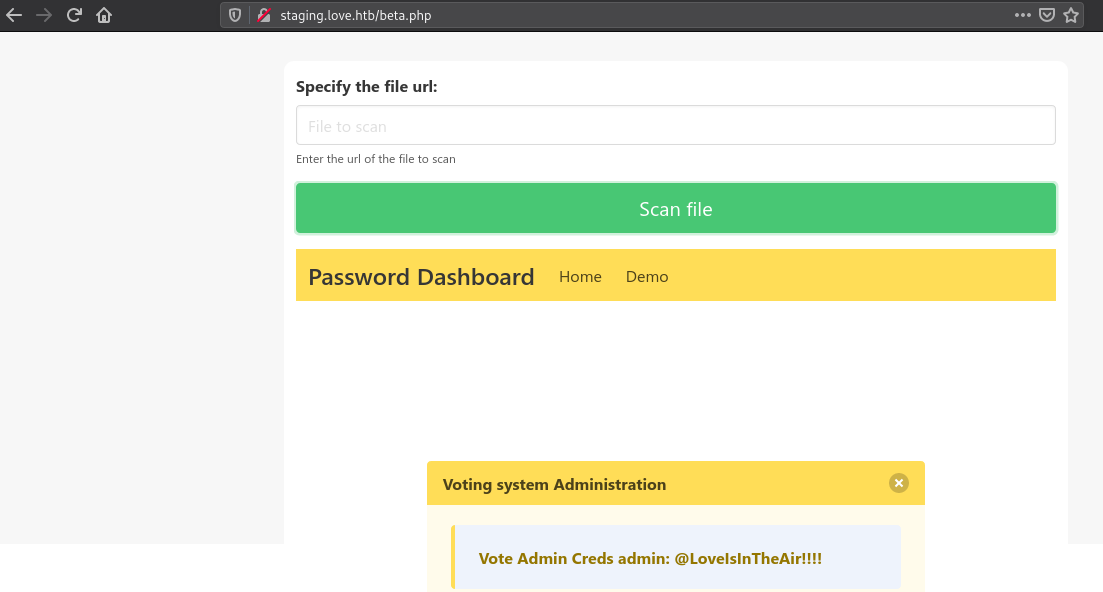 staging.love.htb/beta.php
Specify the file url:
File to scan
Enter the url of the file to scan
Scan file
Password Dashboard Home Demo
Voting system Administration
Vote Admin Creds admin: @LoveIsInTheAir!!!!